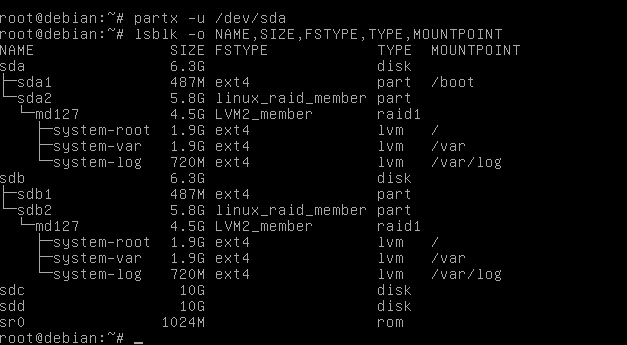 root@debian:~# partx -u /dev/sda
root@debian:~# lsblk -o NAME,SIZE,FSTYPE,TYPE,MOUNTPOINT
NAME                SIZE FSTYPE            TYPE  MOUNTPOINT
sda                 6.3G                   disk
├─sda1              487M ext4              part  /boot
└─sda2              5.8G linux_raid_member part
  └─md127           4.5G LVM2_member       raid1
    ├─system-root   1.9G ext4              lvm   /
    ├─system-var    1.9G ext4              lvm   /var
    └─system-log    720M ext4              lvm   /var/log
sdb                 6.3G                   disk
├─sdb1              487M ext4              part
└─sdb2              5.8G linux_raid_member part
  └─md127           4.5G LVM2_member       raid1
    ├─system-root   1.9G ext4              lvm   /
    ├─system-var    1.9G ext4              lvm   /var
    └─system-log    720M ext4              lvm   /var/log
sdc                  10G                   disk
sdd                  10G                   disk
sr0                1024M                   rom
root@debian:~# _